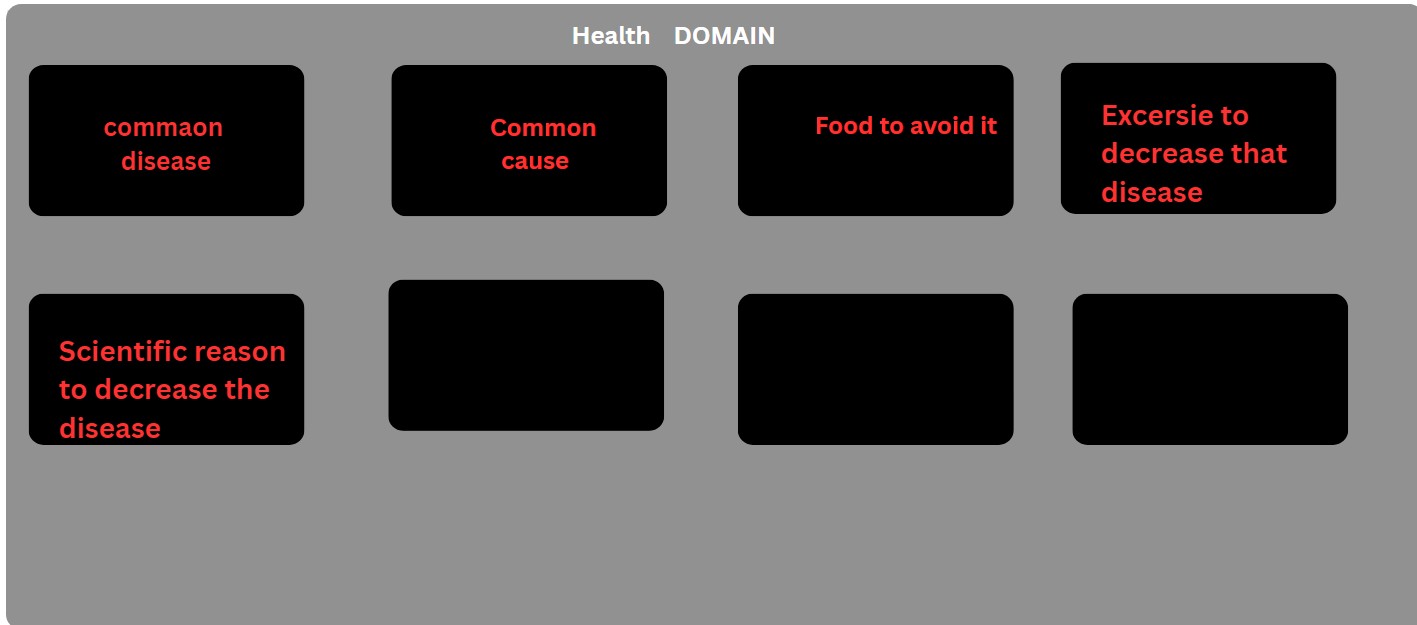 Health DOMAIN
commaon
disease
Common
cause
Food to avoid it
Excersie to
decrease that
disease
Scientific reason
to decrease the
disease